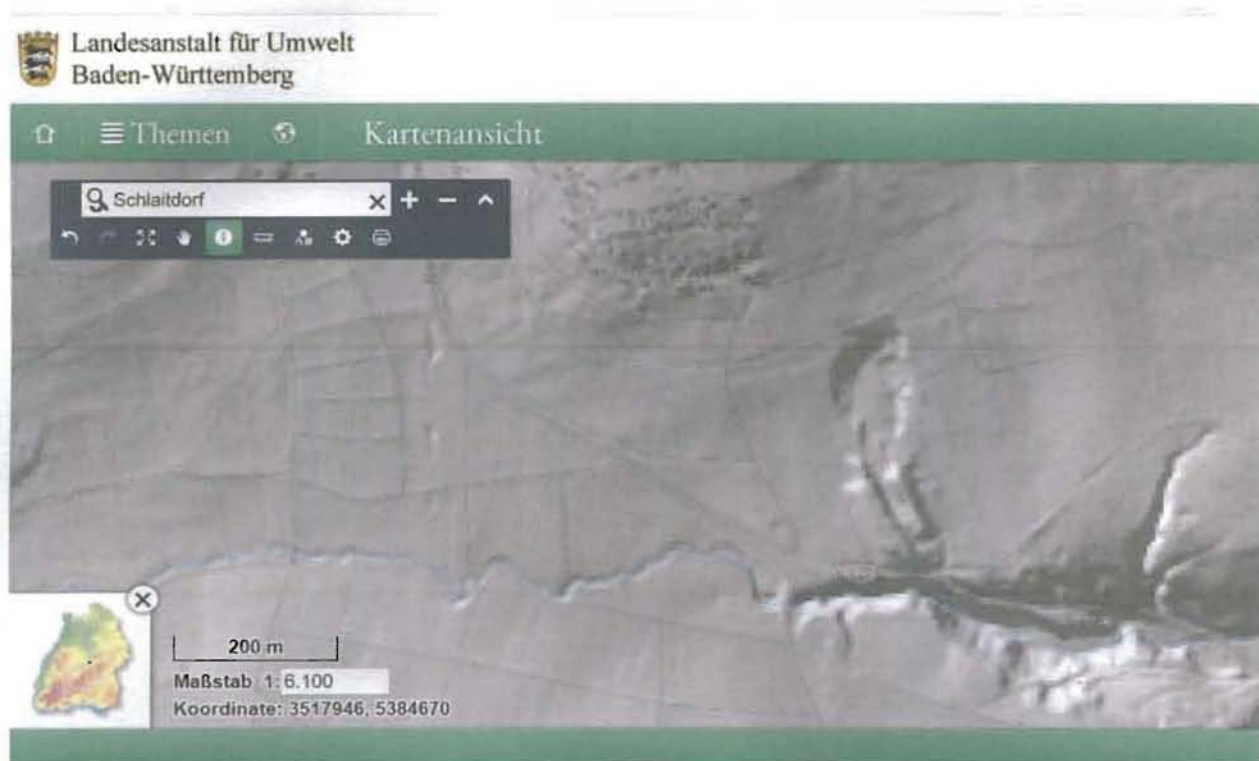 Landesanstalt für Umwelt
Baden-Württemberg
Themen
Kartenansicht
Schlaitdorf
200 m
Maßstab 1: 6.100
Koordinate: 3517946, 5384670